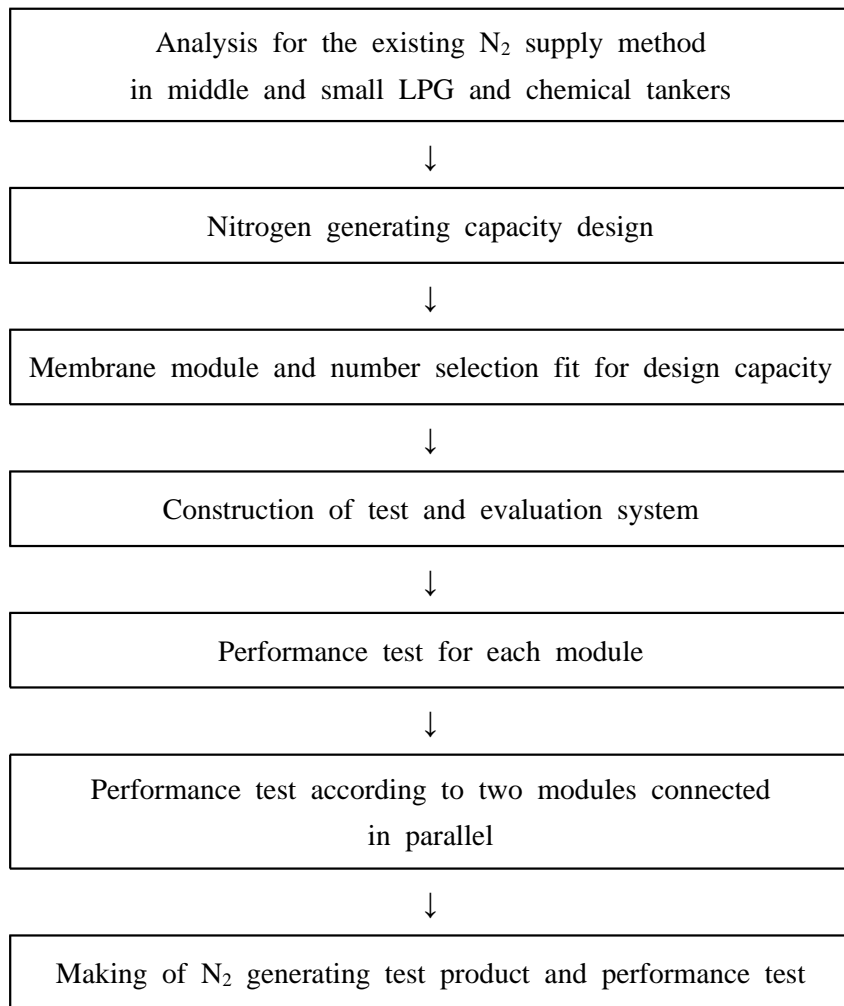 Analysis for the existing N₂ supply method
in middle and small LPG and chemical tankers
↓
Nitrogen generating capacity design
↓
Membrane module and number selection fit for design capacity
↓
Construction of test and evaluation system
↓
Performance test for each module
↓
Performance test according to two modules connected
in parallel
↓
Making of N₂ generating test product and performance test